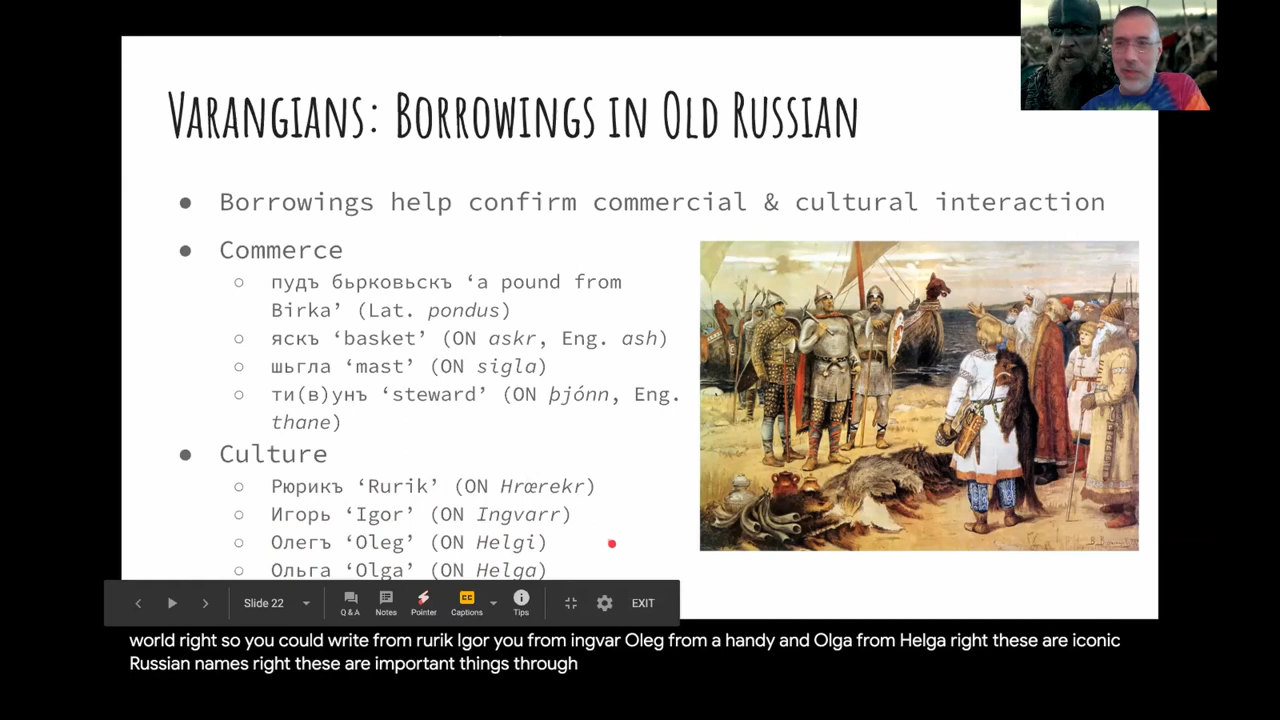 VARANGIANS: BORROWINGS IN OLD RUSSIAN
● Borrowings help confirm commercial & cultural interaction
● Commerce
○ пудъ бьрковьскъ ‘a pound from
Birka’ (Lat. pondus)
○ яскъ ‘basket’ (ON askr, Eng. ash)
○ шьгла ‘mast’ (ON sigla)
○ ти(в)унъ ‘steward’ (ON þjónn, Eng.
thane)
● Culture
○ Рюрикъ ‘Rurik’ (ON Hrœrekr)
○ Игорь ‘Igor’ (ON Ingvarr)
○ Олегъ ‘Oleg’ (ON Helgi)
○ Ольга ‘Olga’ (ON Helga)
Slide 22
Q & A
Notes
Pointer
CC
Captions
Tips
EXIT
world right so you could write from rurik Igor you from ingvar Oleg from a handy and Olga from Helga right these are iconic
Russian names right these are important things through